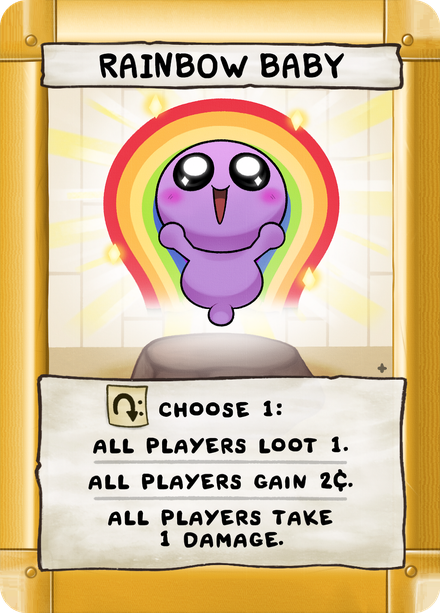 RAINBOW BABY
: CHOOSE 1:
ALL PLAYERS LOOT 1.
ALL PLAYERS GAIN 2¢.
ALL PLAYERS TAKE
1 DAMAGE.